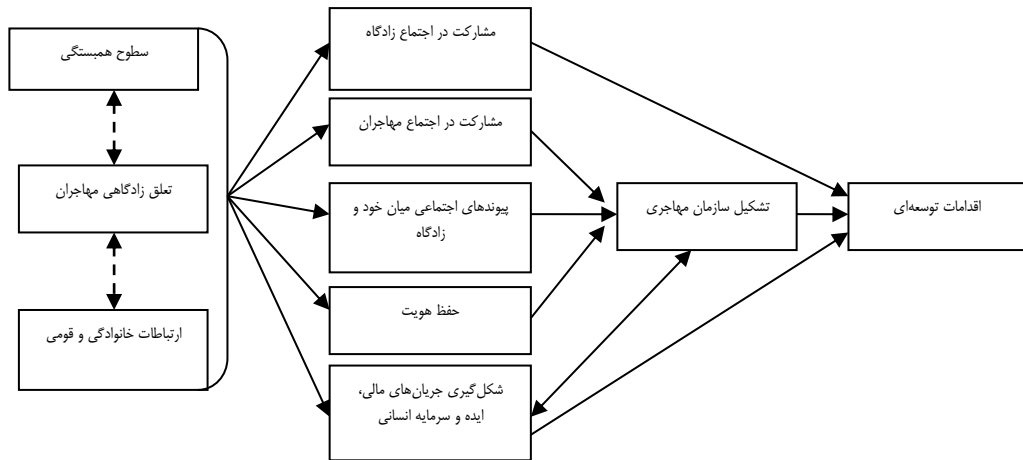 سطوح همبستگی
تعلق زادگاهی مهاجران
ارتباطات خانوادگی و قومی
مشارکت در اجتماع زادگاه
مشارکت در اجتماع مهاجران
پیوندهای اجتماعی میان خود و
زادگاه
حفظ هویت
شکل‌گیری جریان‌های مالی،
ایده و سرمایه انسانی
تشکیل سازمان مهاجری
اقدامات توسعه‌ای